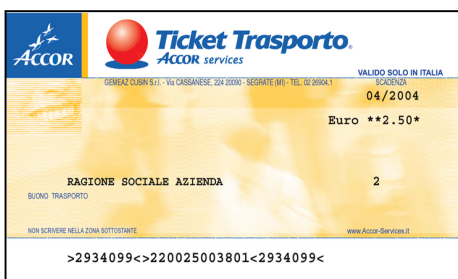 ACCOR
Ticket Trasporto®
ACCOR services
VALIDO SOLO IN ITALIA
GEMEAZ CUSIN S.r.l. - Via CASSANESE, 224 20090 - SEGRATE (MI) - TEL. 02 26904.1
SCADENZA
04/2004
Euro **2.50*
RAGIONE SOCIALE AZIENDA 2
BUONO TRASPORTO
NON SCRIVERE NELLA ZONA SOTTOSTANTE www.Accor-Services.it
>2934099<>220025003801<2934099<